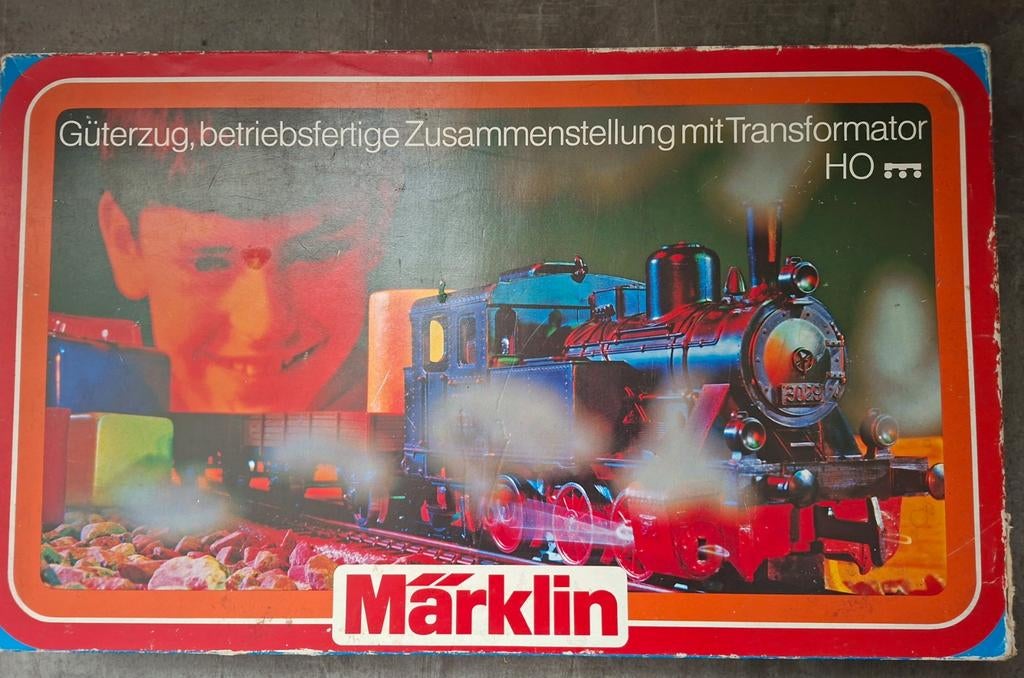 Güterzug, betriebsfertige Zusammenstellung mit Transformator
HO
3029
Märklin